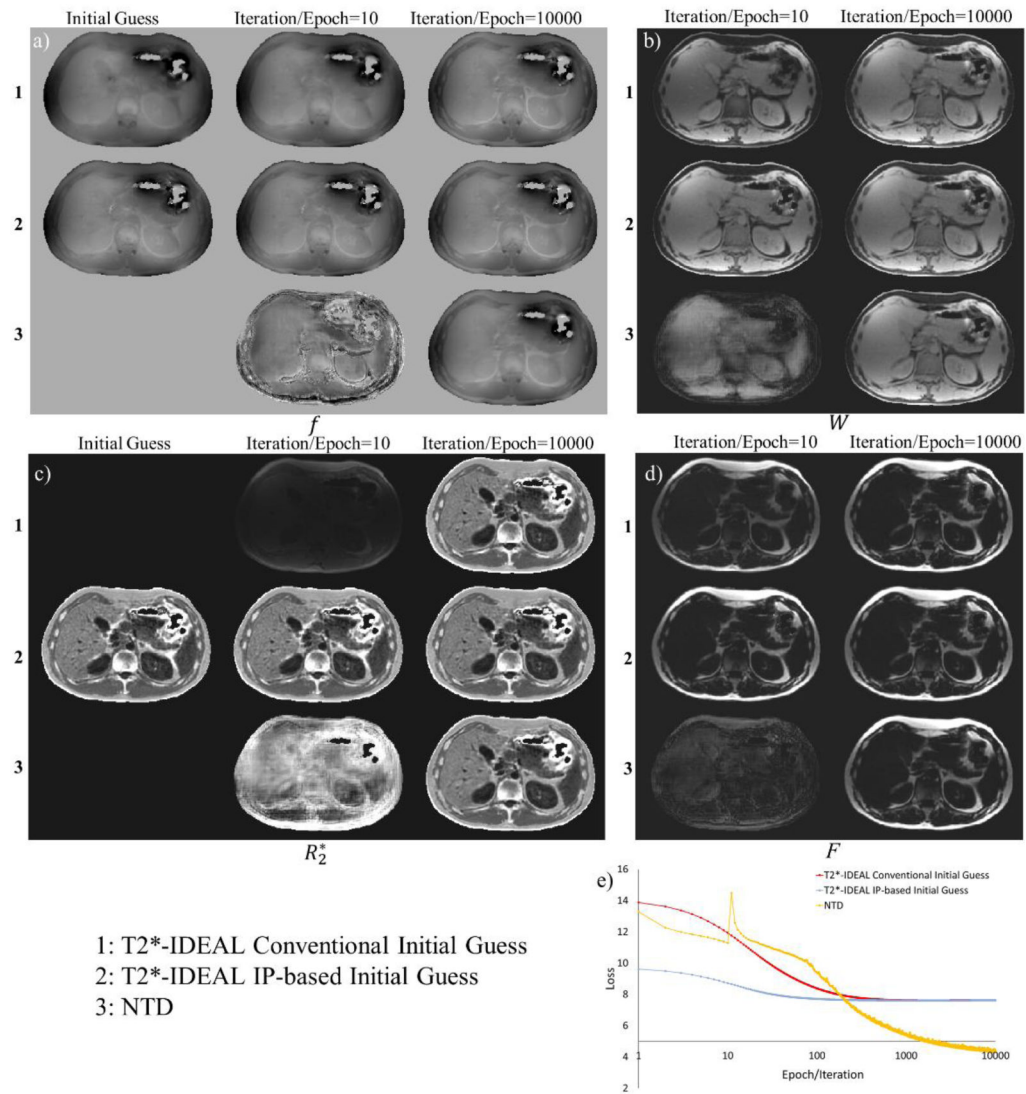 Initial Guess Iteration/Epoch=10 Iteration/Epoch=10000 Iteration/Epoch=10 Iteration/Epoch=10000
a) b)
1 1
2 2
3 3
f W
Initial Guess Iteration/Epoch=10 Iteration/Epoch=10000 Iteration/Epoch=10 Iteration/Epoch=10000
c) d)
1 1
2 2
3 3
R₂* F
e)
T2*-IDEAL Conventional Initial Guess
T2*-IDEAL IP-based Initial Guess
NTD
16
14
12
10
8
6
4
2
Loss
1 10 100 1000 10000
Epoch/Iteration
1: T2*-IDEAL Conventional Initial Guess
2: T2*-IDEAL IP-based Initial Guess
3: NTD